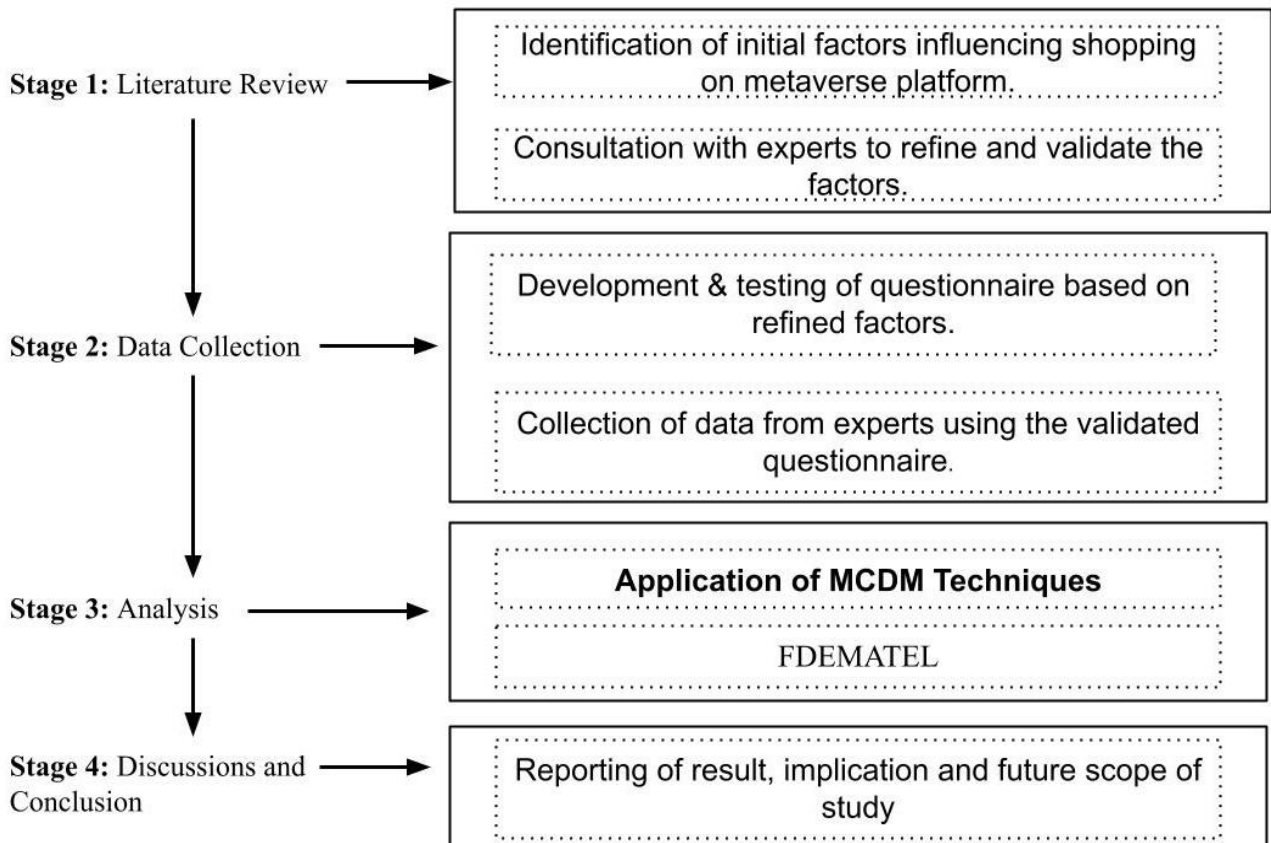 Stage 1: Literature Review
Identification of initial factors influencing shopping
on metaverse platform.
Consultation with experts to refine and validate the
factors.
Stage 2: Data Collection
Development & testing of questionnaire based on
refined factors.
Collection of data from experts using the validated
questionnaire.
Stage 3: Analysis
Application of MCDM Techniques
FDEMATEL
Stage 4: Discussions and
Conclusion
Reporting of result, implication and future scope of
study